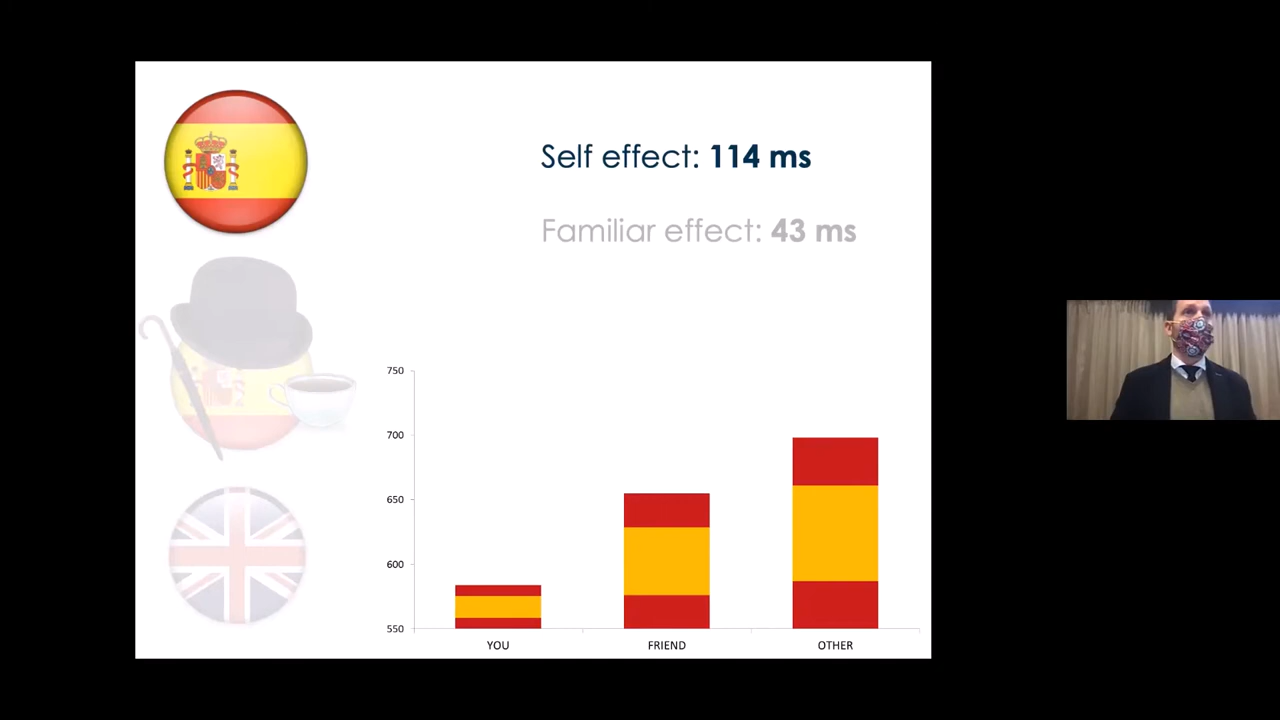 Self effect: 114 ms
Familiar effect: 43 ms
750
700
650
600
550
YOU FRIEND OTHER